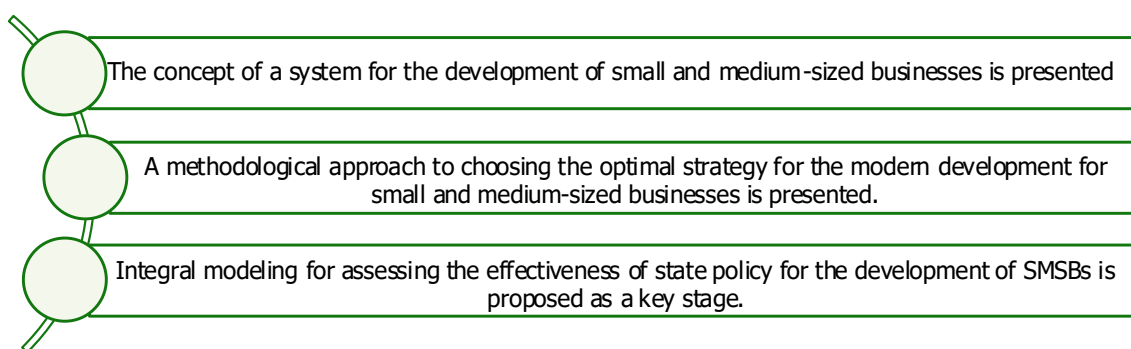 The concept of a system for the development of small and medium-sized businesses is presented
A methodological approach to choosing the optimal strategy for the modern development for
small and medium-sized businesses is presented.
Integral modeling for assessing the effectiveness of state policy for the development of SMSBs is
proposed as a key stage.